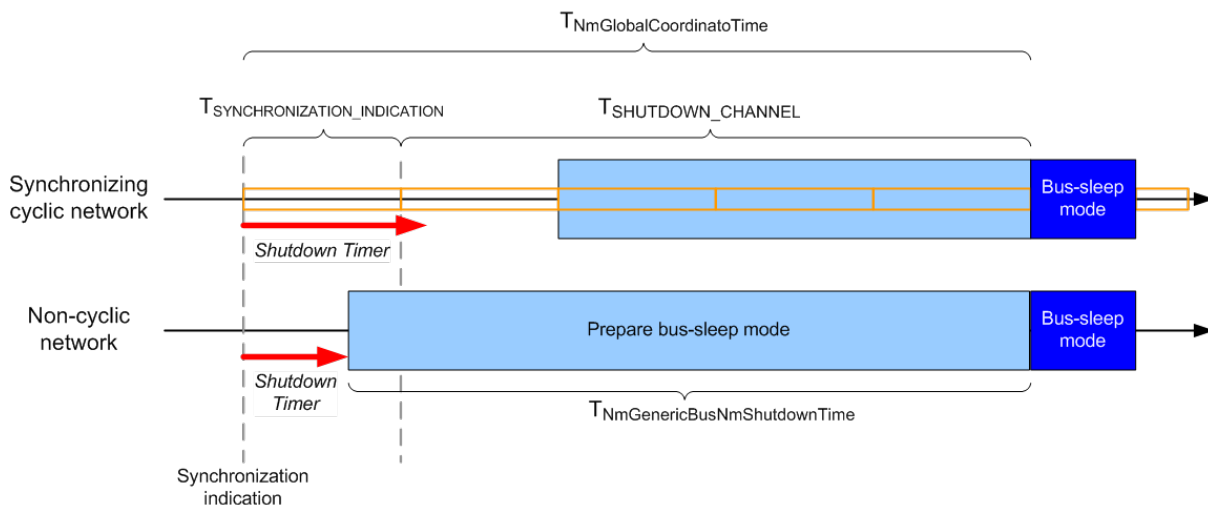 TNmGlobalCoordinatoTime
TSYNCHRONIZATION_INDICATION
TSHUTDOWN_CHANNEL
Synchronizing
cyclic network
Bus-sleep
mode
Shutdown Timer
Non-cyclic
network
Prepare bus-sleep mode
Bus-sleep
mode
Shutdown
Timer
TNmGenericBusNmShutdownTime
Synchronization
indication